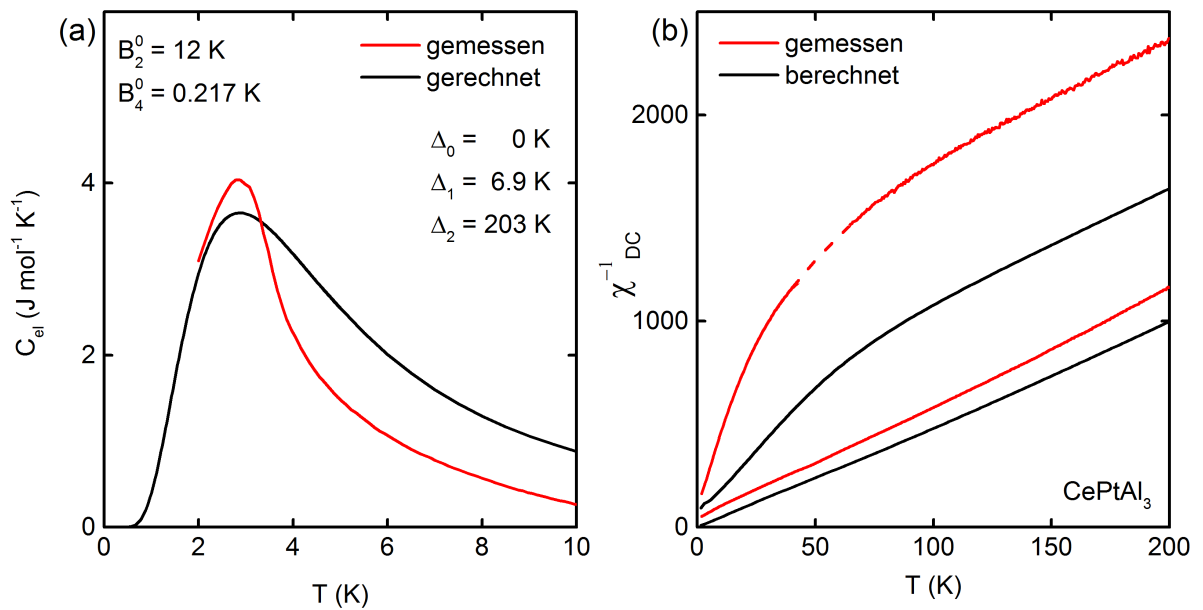 (a)
B₂⁰ = 12 K
B₄⁰ = 0.217 K
gemessen
gerechnet
Δ₀ = 0 K
Δ₁ = 6.9 K
Δ₂ = 203 K
4
2
0
C_el (J mol⁻¹ K⁻¹)
0 2 4 6 8 10
T (K)
(b)
gemessen
berechnet
2000
1000
0
χ⁻¹_DC
CePtAl₃
0 50 100 150 200
T (K)